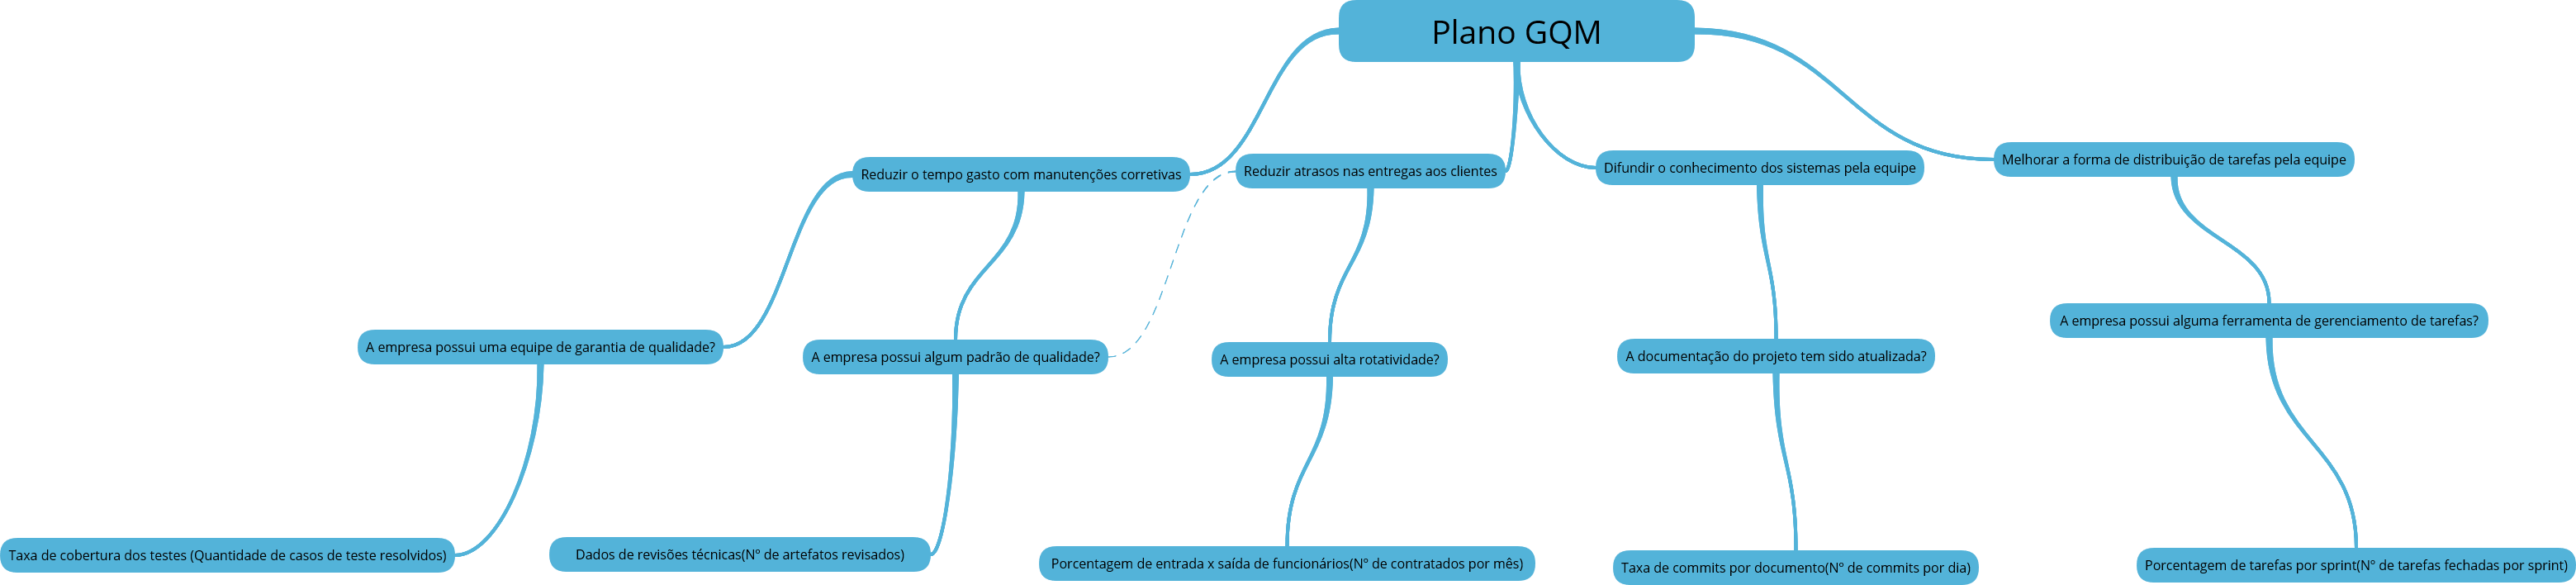 Plano GQM
Reduzir o tempo gasto com manutenções corretivas
Reduzir atrasos nas entregas aos clientes
Difundir o conhecimento dos sistemas pela equipe
Melhorar a forma de distribuição de tarefas pela equipe
A empresa possui uma equipe de garantia de qualidade?
A empresa possui algum padrão de qualidade?
A empresa possui alta rotatividade?
A documentação do projeto tem sido atualizada?
A empresa possui alguma ferramenta de gerenciamento de tarefas?
Taxa de cobertura dos testes (Quantidade de casos de teste resolvidos)
Dados de revisões técnicas(Nº de artefatos revisados)
Porcentagem de entrada x saída de funcionários(Nº de contratados por mês)
Taxa de commits por documento(Nº de commits por dia)
Porcentagem de tarefas por sprint(Nº de tarefas fechadas por sprint)